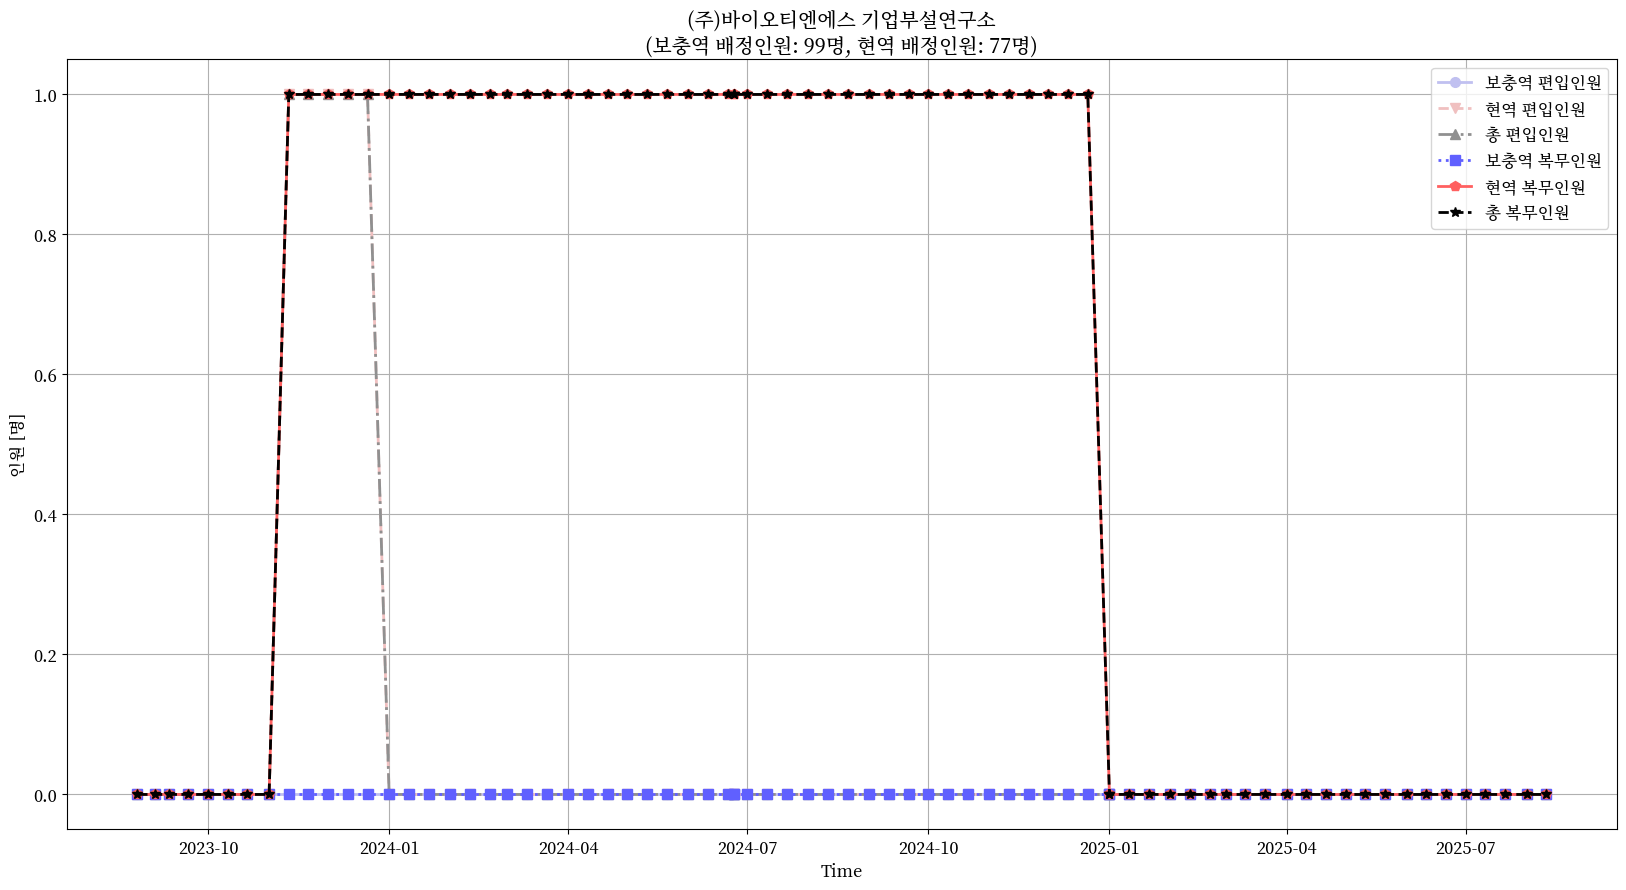 (주)바이오티엔에스 기업부설연구소
(보충역 배정인원: 99명, 현역 배정인원: 77명)
보충역 편입인원
현역 편입인원
총 편입인원
보충역 복무인원
현역 복무인원
총 복무인원
인원 [명]
1.0
0.8
0.6
0.4
0.2
0.0
2023-10
2024-01
2024-04
2024-07
2024-10
2025-01
2025-04
2025-07
Time